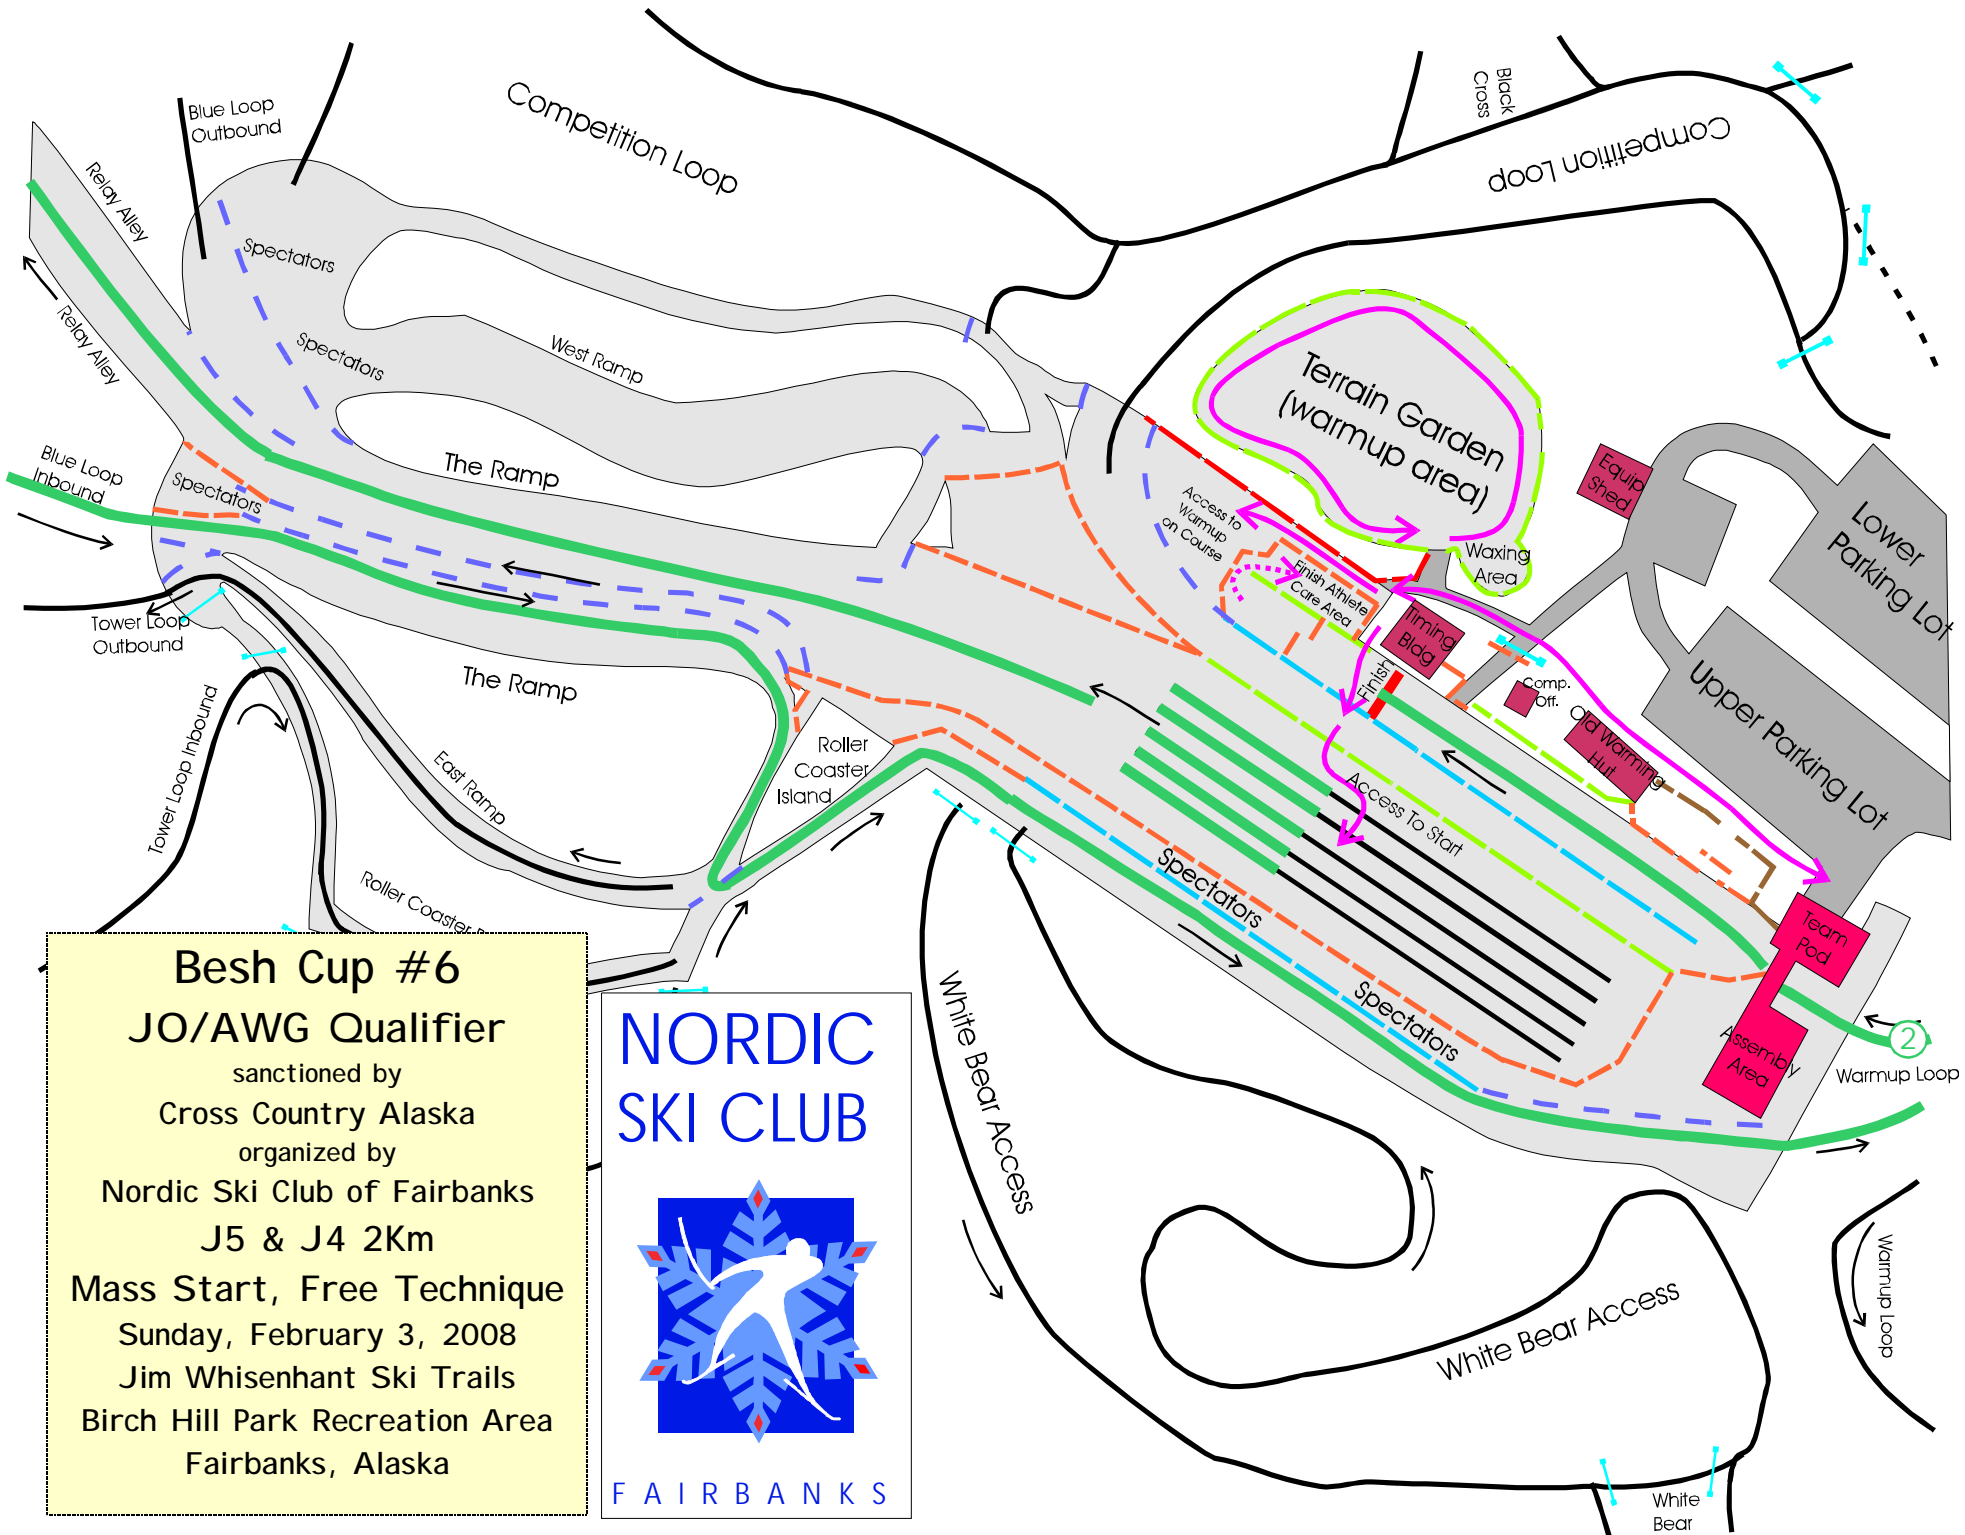 Blue Loop
Outbound
Competition Loop
Black
Cross
Competition Loop
Relay Alley
Spectators
Relay Alley
Spectators
West Ramp
Terrain Garden
(warmup area)
Equip
Shed
Lower
Parking Lot
Blue Loop
Inbound
Spectators
The Ramp
Access to
Warmup
on Course
Waxing
Area
Finish Athlete
Care Area
Timing
Bldg
Tower Loop
Outbound
The Ramp
Finish
Comp.
Off.
Old Warming
Hut
Upper Parking Lot
Tower Loop Inbound
East Ramp
Roller
Coaster
Island
Access To Start
Spectators
Roller Coaster
Team
Pod
Spectators
Assembly
Area
2
Warmup Loop
White Bear Access
Warmup Loop
White Bear Access
White
Bear
Besh Cup #6
JO/AWG Qualifier
sanctioned by
Cross Country Alaska
organized by
Nordic Ski Club of Fairbanks
J5 & J4 2Km
Mass Start, Free Technique
Sunday, February 3, 2008
Jim Whisenhant Ski Trails
Birch Hill Park Recreation Area
Fairbanks, Alaska
NORDIC
SKI CLUB
FAIRBANKS